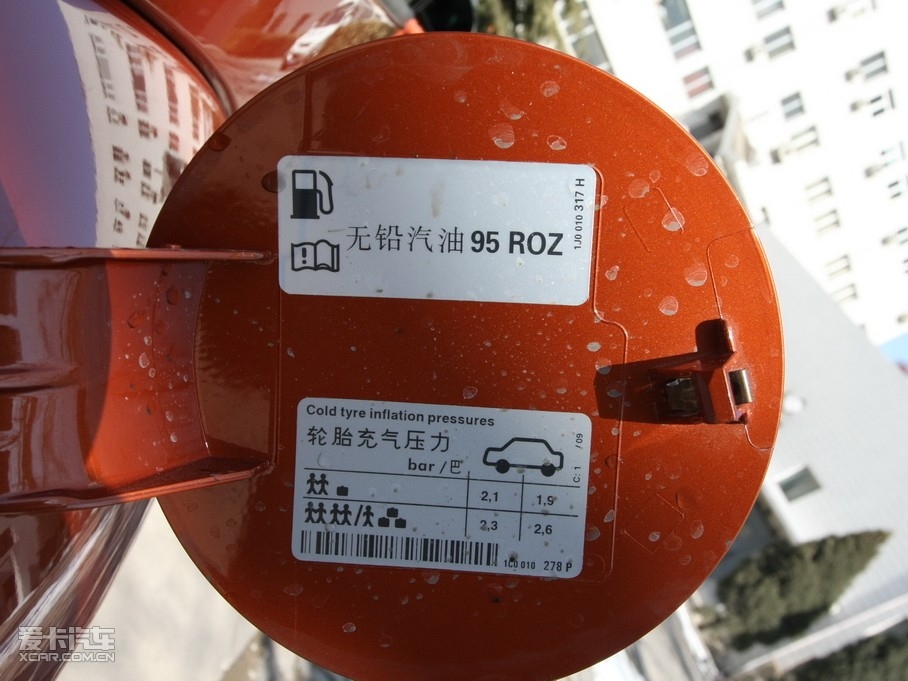 无铅汽油 95 ROZ
1J0 010 317 H
Cold tyre inflation pressures
轮胎充气压力
bar /巴
2,1 1,9
2,3 2,6
C: 1 / 09
1C0 010 278 P
爱卡汽车
XCAR.COM.CN